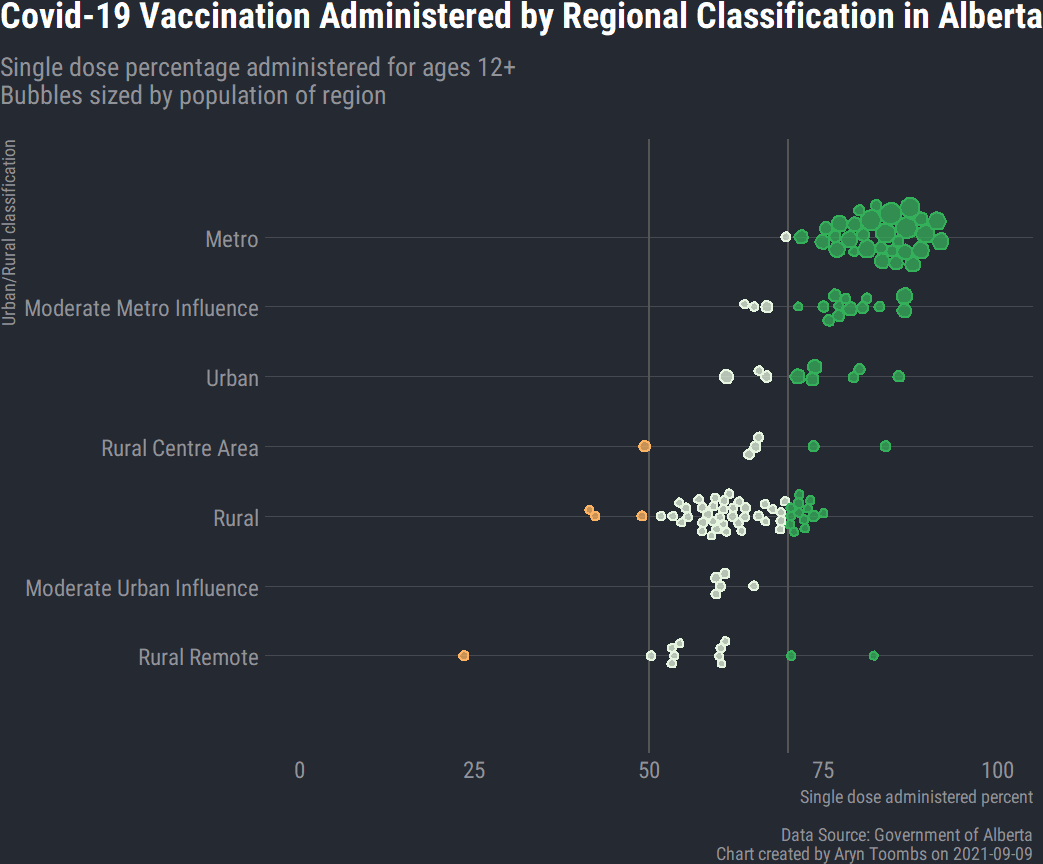 Covid-19 Vaccination Administered by Regional Classification in Alberta
Single dose percentage administered for ages 12+
Bubbles sized by population of region
Urban/Rural classification
Metro
Moderate Metro Influence
Urban
Rural Centre Area
Rural
Moderate Urban Influence
Rural Remote
0 25 50 75 100
Single dose administered percent
Data Source: Government of Alberta
Chart created by Aryn Toombs on 2021-09-09